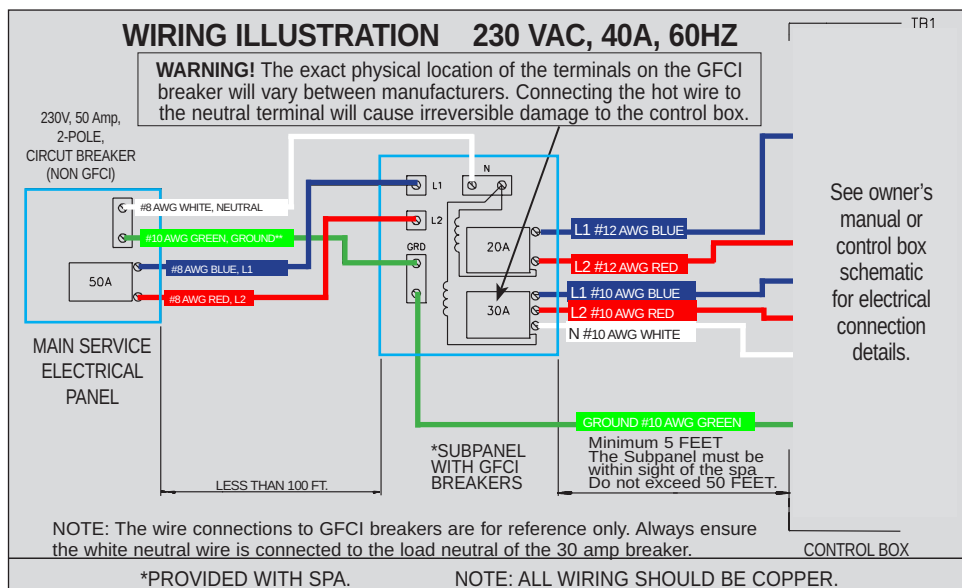 WIRING ILLUSTRATION 230 VAC, 40A, 60HZ
TB1
WARNING! The exact physical location of the terminals on the GFCI
breaker will vary between manufacturers. Connecting the hot wire to
the neutral terminal will cause irreversible damage to the control box.
230V, 50 Amp,
2-POLE,
CIRCUT BREAKER
(NON GFCI)
#8 AWG WHITE, NEUTRAL
#10 AWG GREEN, GROUND**
#8 AWG BLUE, L1
#8 AWG RED, L2
50A
MAIN SERVICE
ELECTRICAL
PANEL
L1
N
L2
GRD
20A
30A
L1 #12 AWG BLUE
L2 #12 AWG RED
L1 #10 AWG BLUE
L2 #10 AWG RED
N #10 AWG WHITE
GROUND #10 AWG GREEN
See owner's
manual or
control box
schematic
for electrical
connection
details.
*SUBPANEL
WITH GFCI
BREAKERS
Minimum 5 FEET
The Subpanel must be
within sight of the spa
Do not exceed 50 FEET.
LESS THAN 100 FT.
NOTE: The wire connections to GFCI breakers are for reference only. Always ensure
the white neutral wire is connected to the load neutral of the 30 amp breaker.
CONTROL BOX
*PROVIDED WITH SPA. NOTE: ALL WIRING SHOULD BE COPPER.